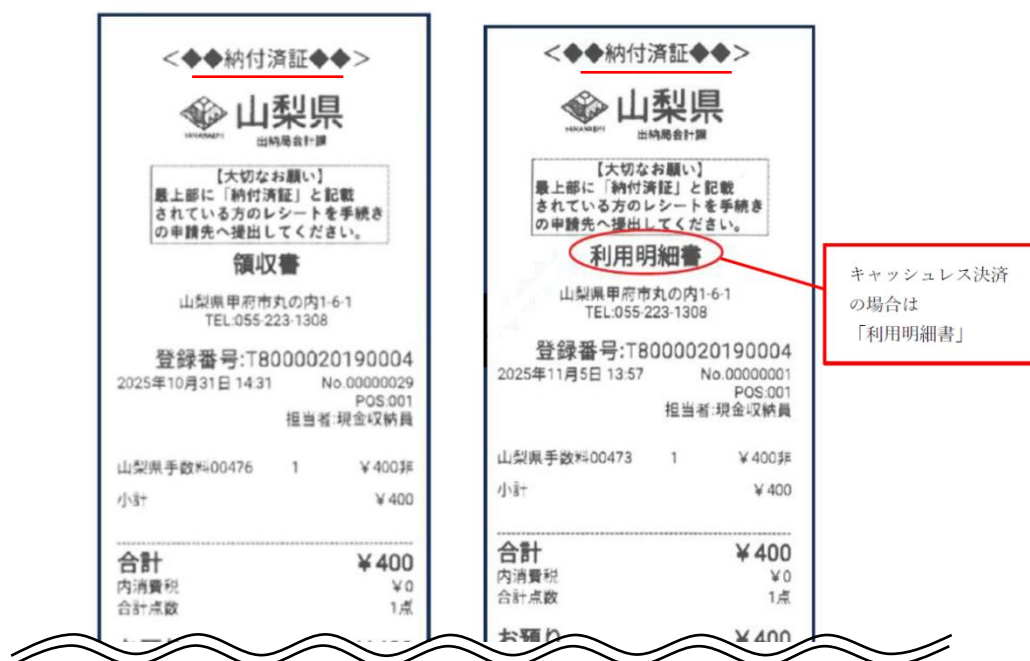 <◆◆納付済証◆◆>
山梨県
YAMANASHI
出納局会計課
【大切なお願い】
最上部に「納付済証」と記載
されている方のレシートを手続き
の申請先へ提出してください。
領収書
山梨県甲府市丸の内1-6-1
TEL:055-223-1308
登録番号:T8000020190004
2025年10月31日 14:31 No.00000029
POS:001
担当者:現金収納員
山梨県手数料00476 1 ¥400非
小計 ¥400
合計 ¥400
内消費税 ¥0
合計点数 1点
<◆◆納付済証◆◆>
山梨県
YAMANASHI
出納局会計課
【大切なお願い】
最上部に「納付済証」と記載
されている方のレシートを手続き
の申請先へ提出してください。
利用明細書
山梨県甲府市丸の内1-6-1
TEL:055-223-1308
登録番号:T8000020190004
2025年11月5日 13:57 No.00000001
POS:001
担当者:現金収納員
山梨県手数料00473 1 ¥400非
小計 ¥400
合計 ¥400
内消費税 ¥0
合計点数 1点
お預り ¥400
キャッシュレス決済
の場合は
「利用明細書」